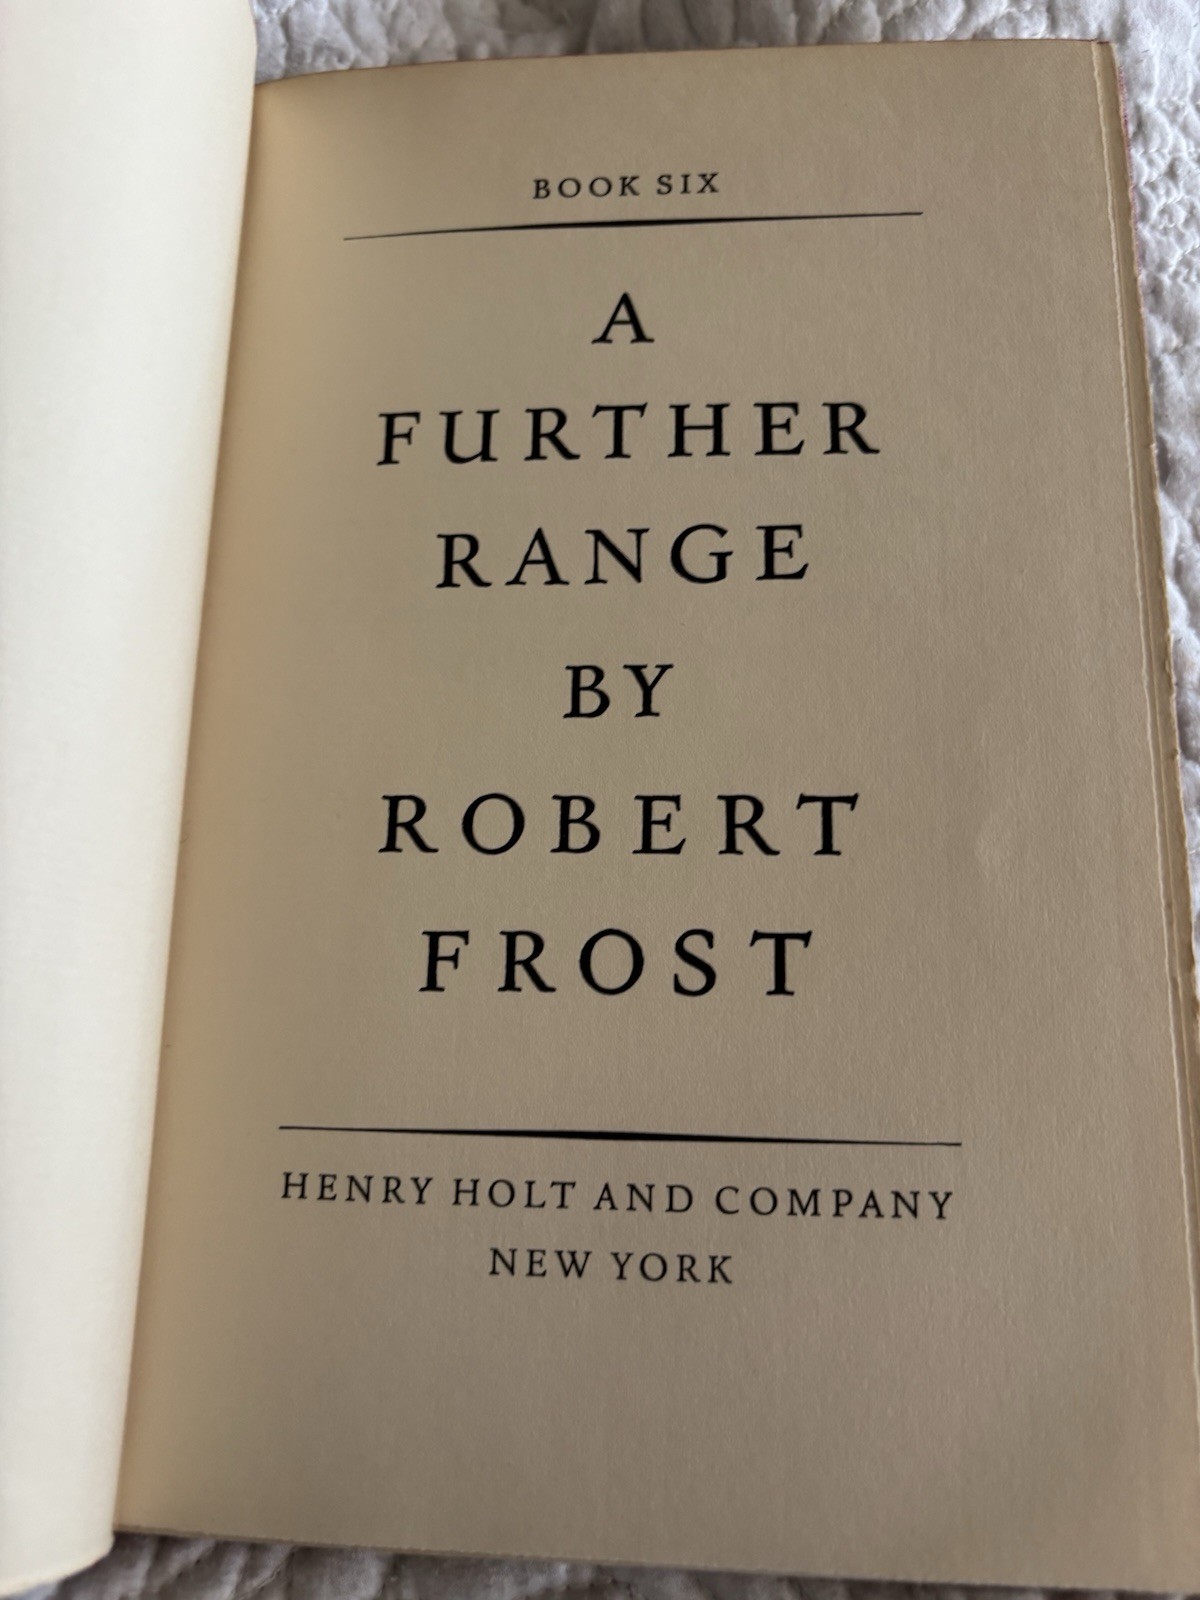 BOOK SIX
A
FURTHER
RANGE
BY
ROBERT
FROST
HENRY HOLT AND COMPANY
NEW YORK